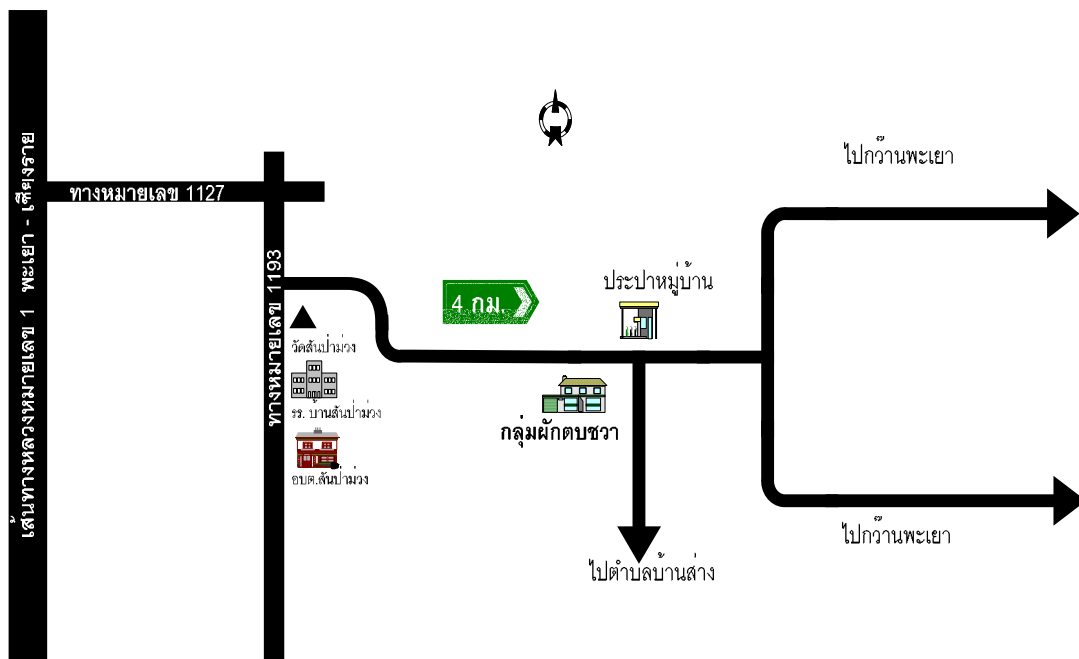 เส้นทางหลวงหมายเลข 1 พะเยา - เชียงราย
ทางหมายเลข 1127
ทางหมายเลข 1193
ไปกว๊านพะเยา
4 กม.
ประปาหมู่บ้าน
วัดสันป่าม่วง
รร. บ้านสันป่าม่วง
อบต.สันป่าม่วง
กลุ่มผักตบชวา
ไปกว๊านพะเยา
ไปตำบลบ้านส่าง